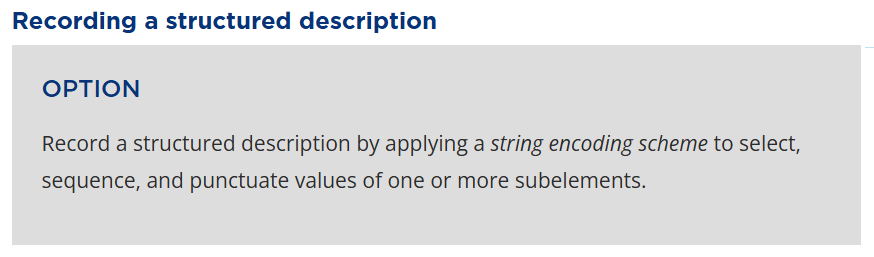 Recording a structured description
OPTION
Record a structured description by applying a string encoding scheme to select,
sequence, and punctuate values of one or more subelements.